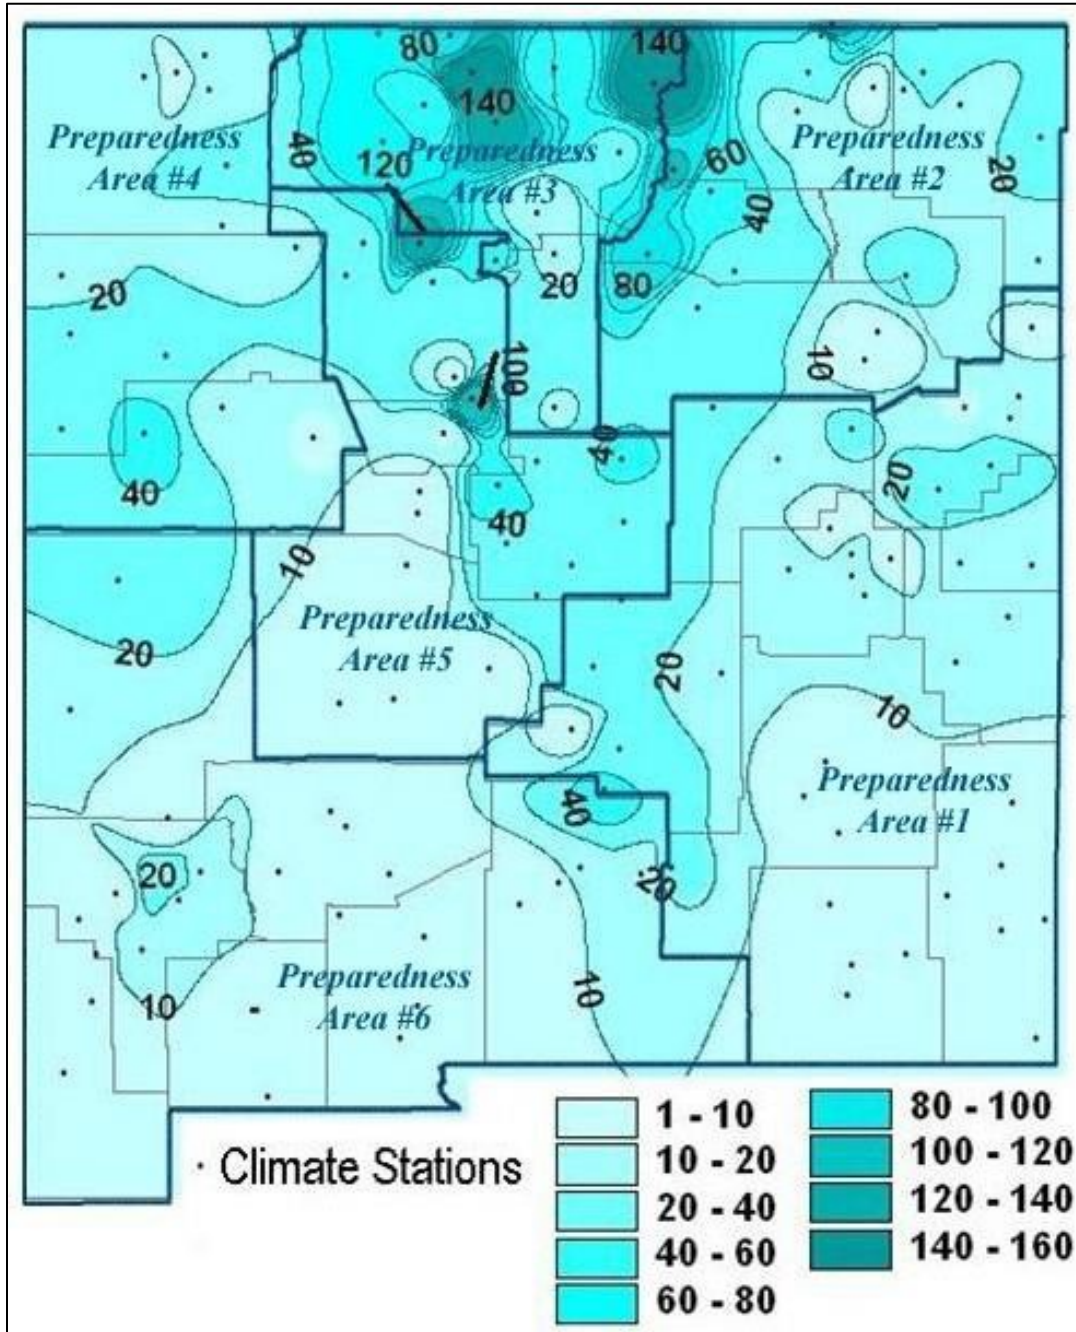 80
140
140
Preparedness
Area #4
40
120
Preparedness
Area #3
60
Preparedness
Area #2
20
40
20
20
80
100
10
40
40
20
40
10
20
Preparedness
Area #5
20
10
Preparedness
Area #1
40
20
20
10
10
Preparedness
Area #6
Climate Stations
1 - 10
10 - 20
20 - 40
40 - 60
60 - 80
80 - 100
100 - 120
120 - 140
140 - 160